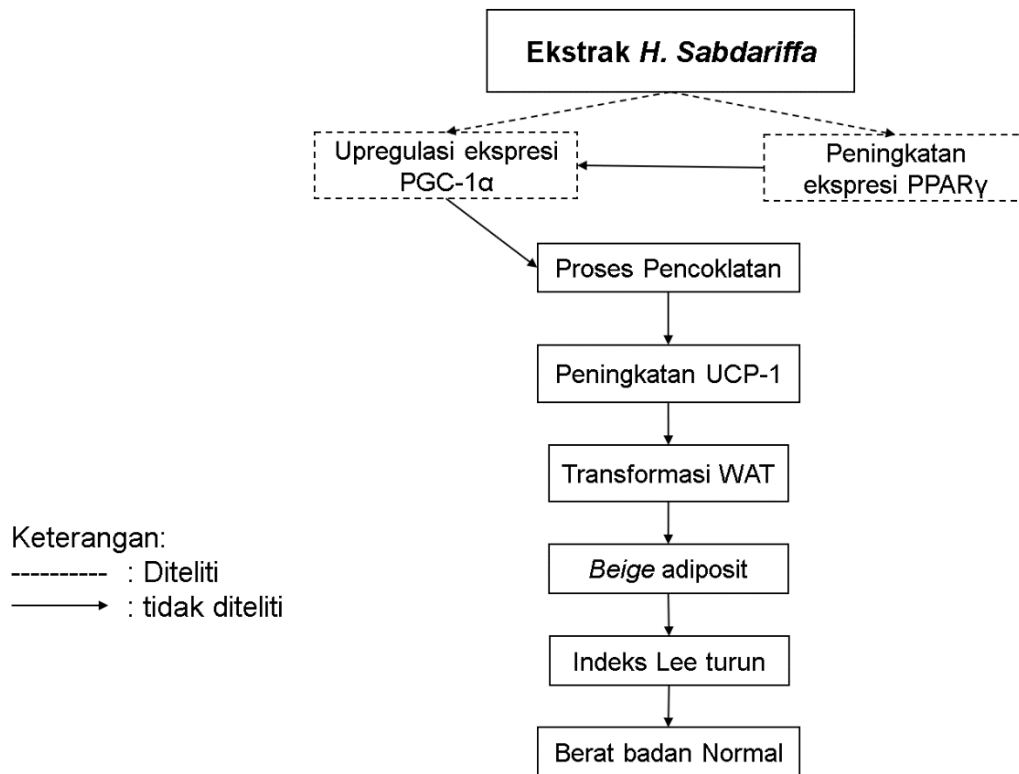 Ekstrak H. Sabdariffa
Upregulasi ekspresi
PGC-1α
Peningkatan
ekspresi PPARγ
Proses Pencoklatan
Peningkatan UCP-1
Transformasi WAT
Beige adiposit
Indeks Lee turun
Berat badan Normal
Keterangan:
---------- : Diteliti
: tidak diteliti